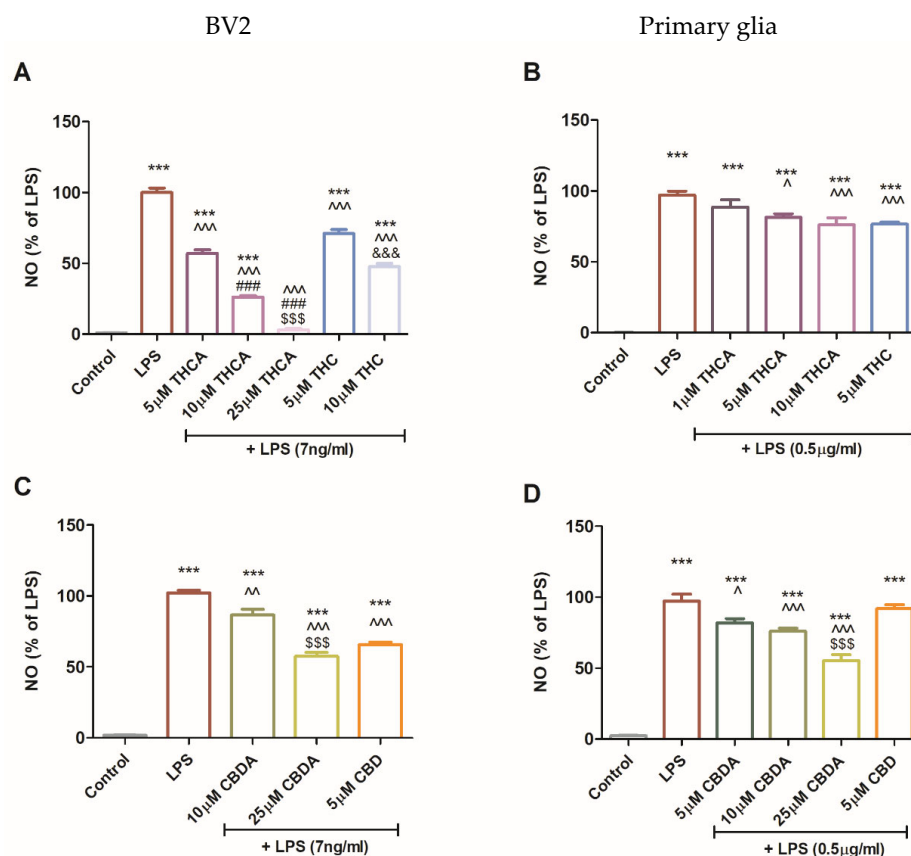 BV2
Primary glia
A
NO (% of LPS)
150
100
50
0
***
***
^^^
***
^^^
###
^^^
###
$$$
***
^^^
***
^^^
&&&
Control
LPS
5μM THCA
10μM THCA
25μM THCA
5μM THC
10μM THC
+ LPS (7ng/ml)
B
NO (% of LPS)
150
100
50
0
***
***
***
^
***
^^^
***
^^^
Control
LPS
1μM THCA
5μM THCA
10μM THCA
5μM THC
+ LPS (0.5μg/ml)
C
NO (% of LPS)
150
100
50
0
***
***
^^
***
^^^
$$$
***
^^^
Control
LPS
10μM CBDA
25μM CBDA
5μM CBD
+ LPS (7ng/ml)
D
NO (% of LPS)
150
100
50
0
***
***
^
***
^^^
***
^^^
$$$
***
Control
LPS
5μM CBDA
10μM CBDA
25μM CBDA
5μM CBD
+ LPS (0.5μg/ml)